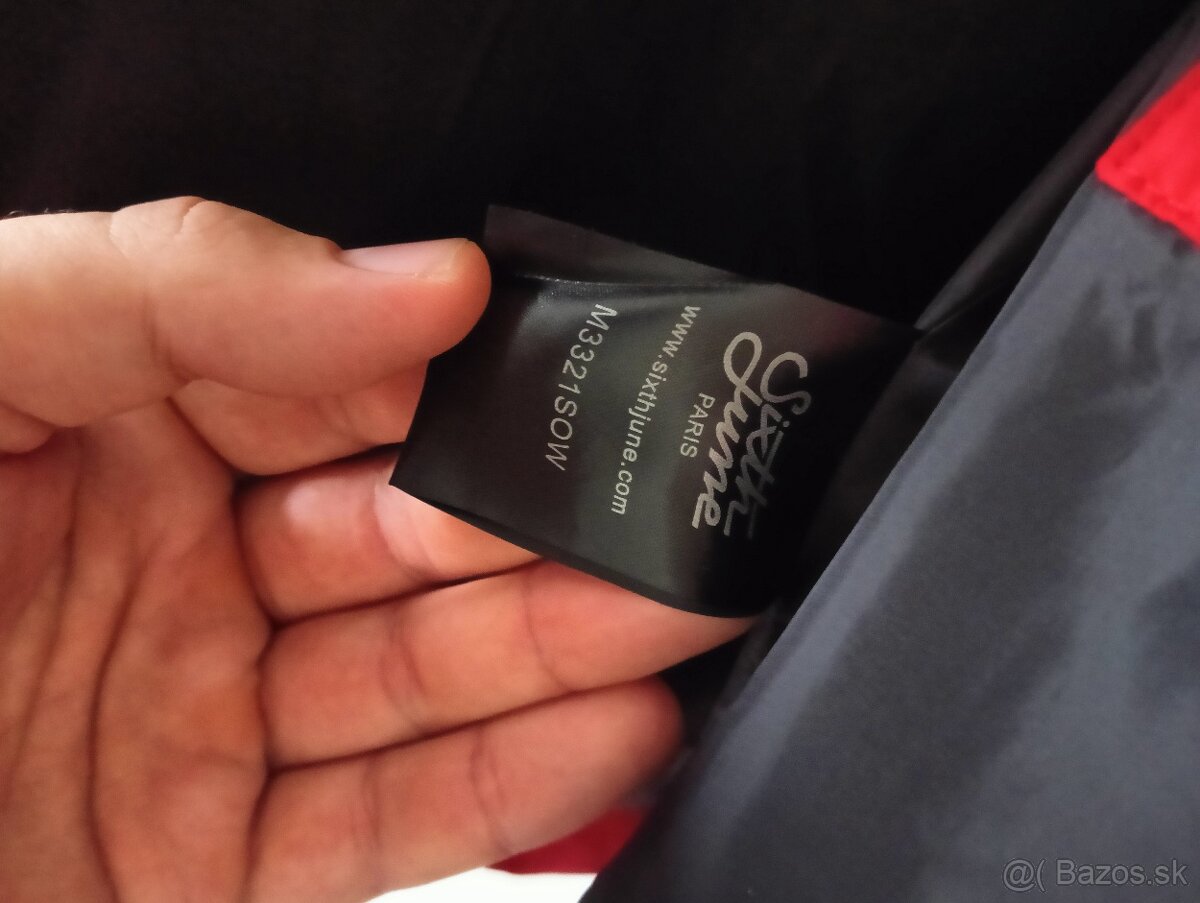 Sixth
June
PARIS
www.sixthjune.com
M3321SOW
@( Bazos.sk